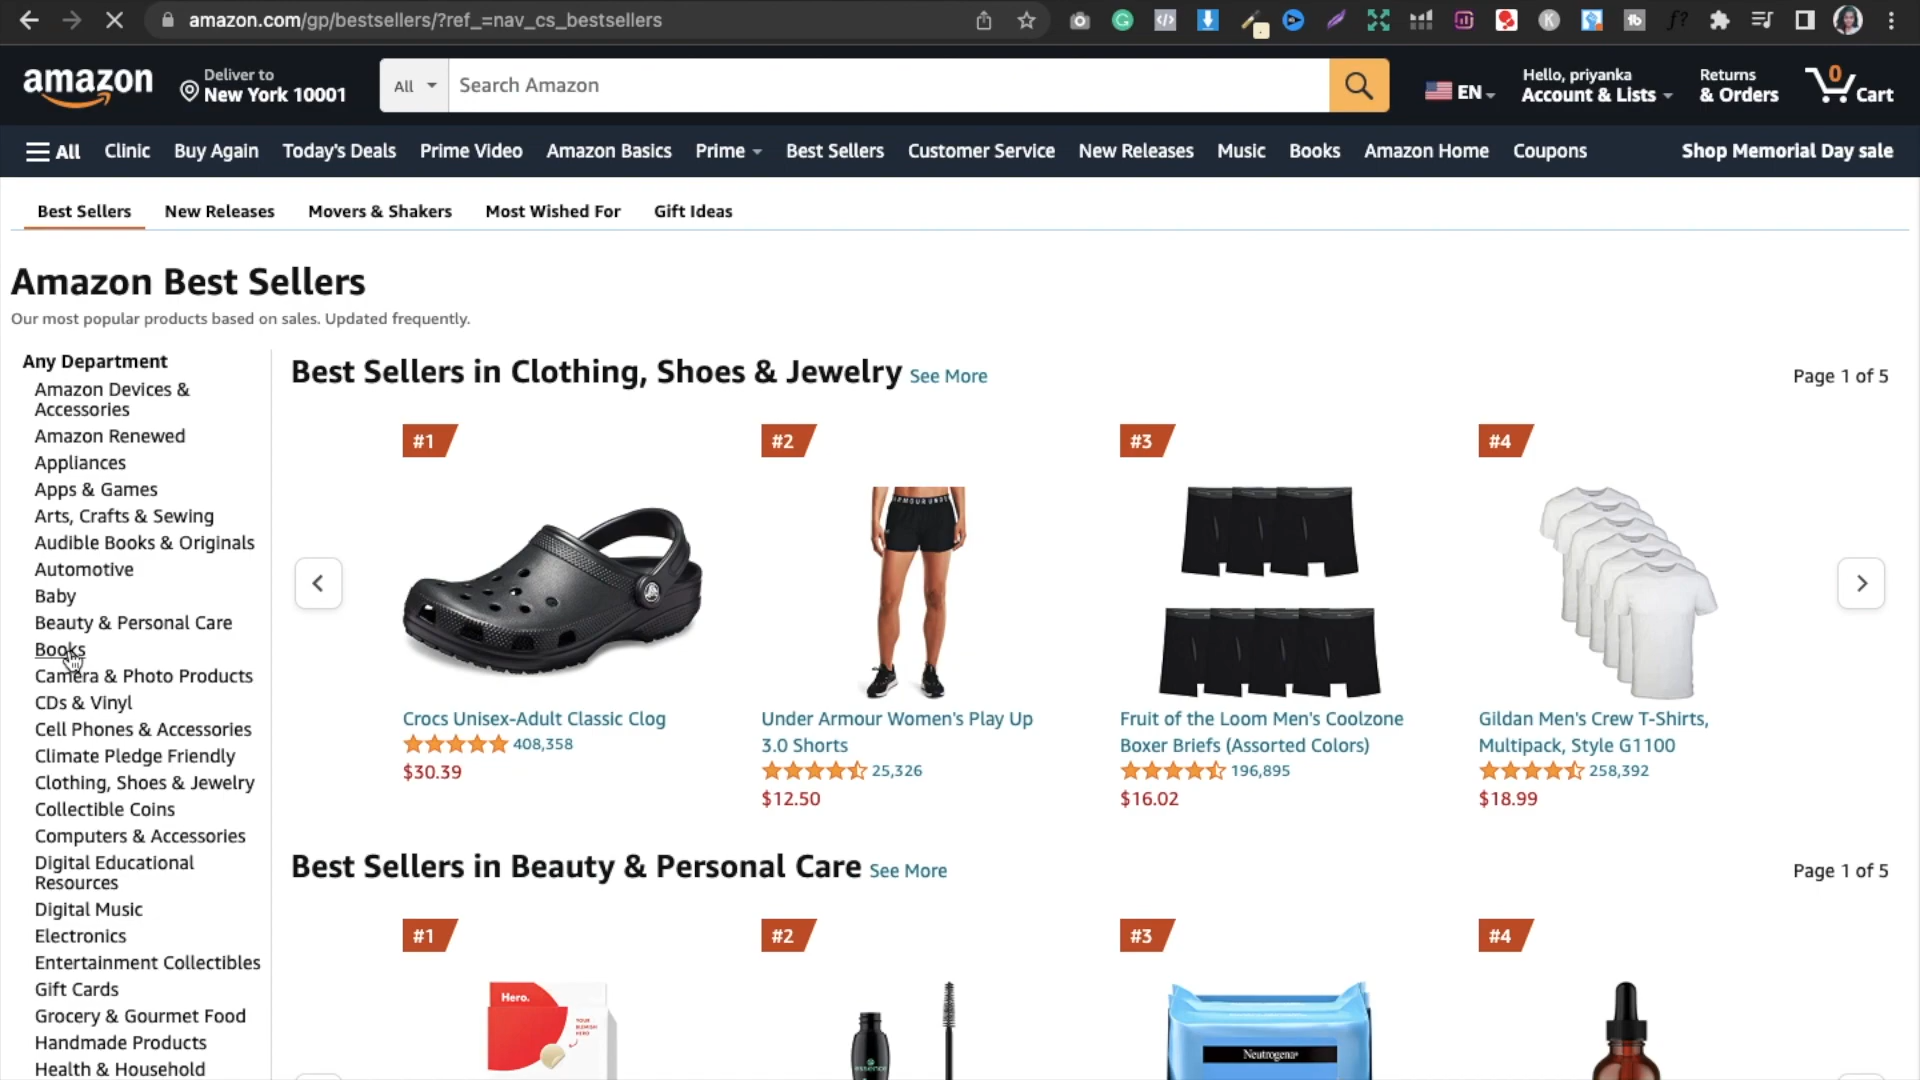 amazon.com/gp/bestsellers/?ref_=nav_cs_bestsellers
amazon
Deliver to
New York 10001
All
Search Amazon
EN
Hello, priyanka
Account & Lists
Returns
& Orders
0
Cart
All
Clinic
Buy Again
Today's Deals
Prime Video
Amazon Basics
Prime
Best Sellers
Customer Service
New Releases
Music
Books
Amazon Home
Coupons
Shop Memorial Day sale
Best Sellers
New Releases
Movers & Shakers
Most Wished For
Gift Ideas
Amazon Best Sellers
Our most popular products based on sales. Updated frequently.
Any Department
Amazon Devices &
Accessories
Amazon Renewed
Appliances
Apps & Games
Arts, Crafts & Sewing
Audible Books & Originals
Automotive
Baby
Beauty & Personal Care
Books
Camera & Photo Products
CDs & Vinyl
Cell Phones & Accessories
Climate Pledge Friendly
Clothing, Shoes & Jewelry
Collectible Coins
Computers & Accessories
Digital Educational
Resources
Digital Music
Electronics
Entertainment Collectibles
Gift Cards
Grocery & Gourmet Food
Handmade Products
Health & Household
Best Sellers in Clothing, Shoes & Jewelry See More
Page 1 of 5
#1
Crocs Unisex-Adult Classic Clog
408,358
$30.39
#2
Under Armour Women's Play Up
3.0 Shorts
25,326
$12.50
#3
Fruit of the Loom Men's Coolzone
Boxer Briefs (Assorted Colors)
196,895
$16.02
#4
Gildan Men's Crew T-Shirts,
Multipack, Style G1100
258,392
$18.99
Best Sellers in Beauty & Personal Care See More
Page 1 of 5
#1
Hero.
#2
essence
#3
Neutrogena
#4